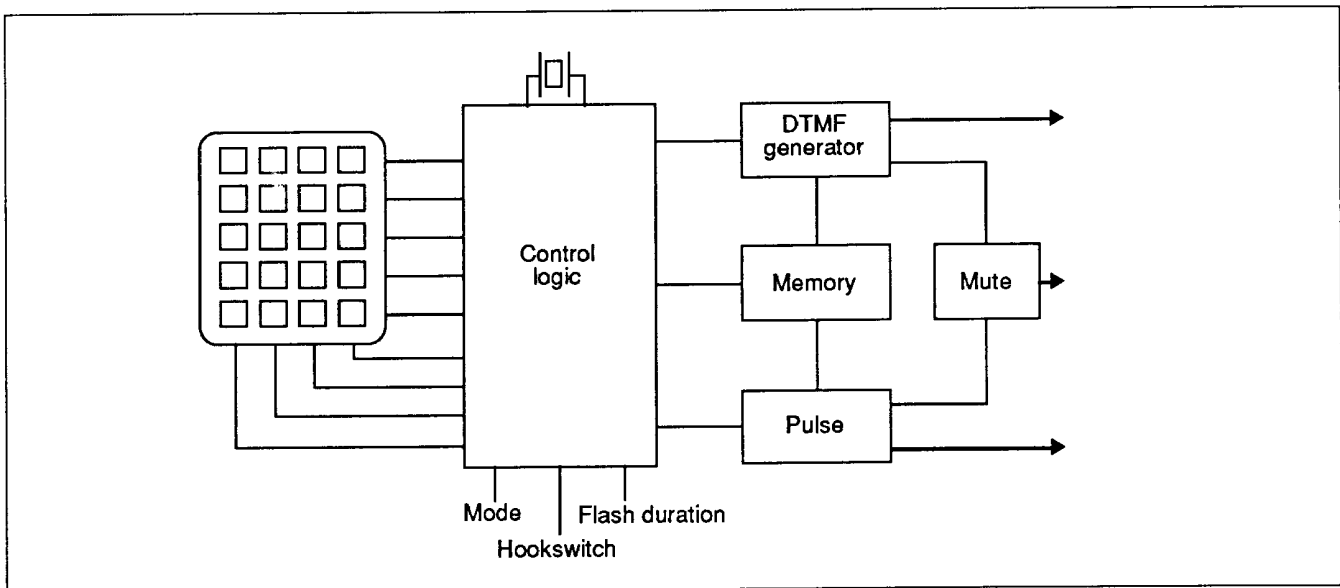 DTMF
generator
Control
logic
Memory
Mute
Pulse
Mode
Flash duration
Hookswitch